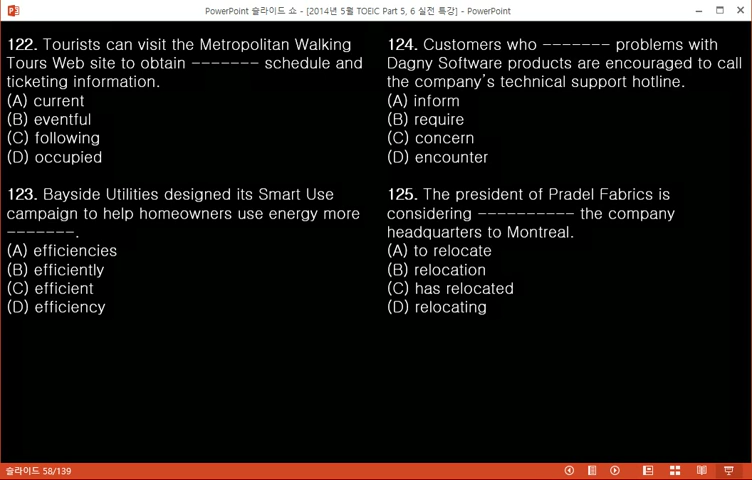 PowerPoint 슬라이드 쇼 - [2014년 5월 TOEIC Part 5, 6 실전 특강] - PowerPoint
122. Tourists can visit the Metropolitan Walking
Tours Web site to obtain ------- schedule and
ticketing information.
(A) current
(B) eventful
(C) following
(D) occupied
123. Bayside Utilities designed its Smart Use
campaign to help homeowners use energy more
-------.
(A) efficiencies
(B) efficiently
(C) efficient
(D) efficiency
124. Customers who ------- problems with
Dagny Software products are encouraged to call
the company's technical support hotline.
(A) inform
(B) require
(C) concern
(D) encounter
125. The president of Pradel Fabrics is
considering ---------- the company
headquarters to Montreal.
(A) to relocate
(B) relocation
(C) has relocated
(D) relocating
슬라이드 58/139